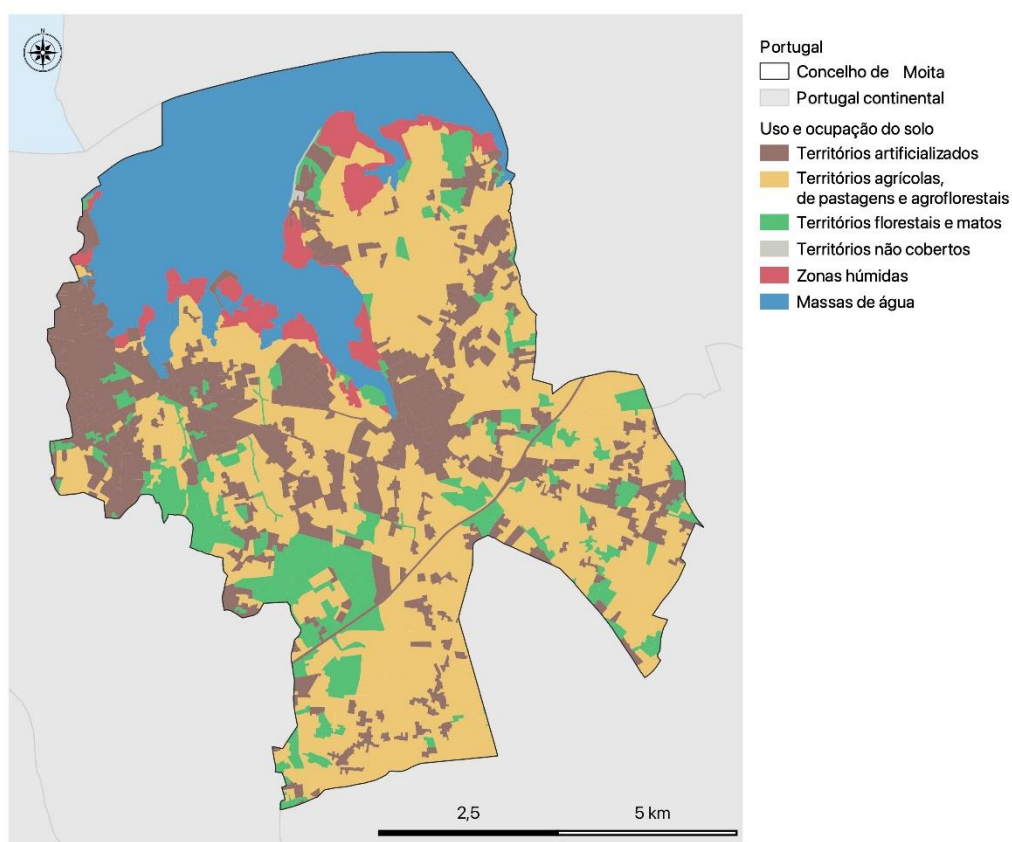 N
Portugal
Concelho de Moita
Portugal continental
Uso e ocupação do solo
Territórios artificializados
Territórios agrícolas,
de pastagens e agroflorestais
Territórios florestais e matos
Territórios não cobertos
Zonas húmidas
Massas de água
2,5 5 km